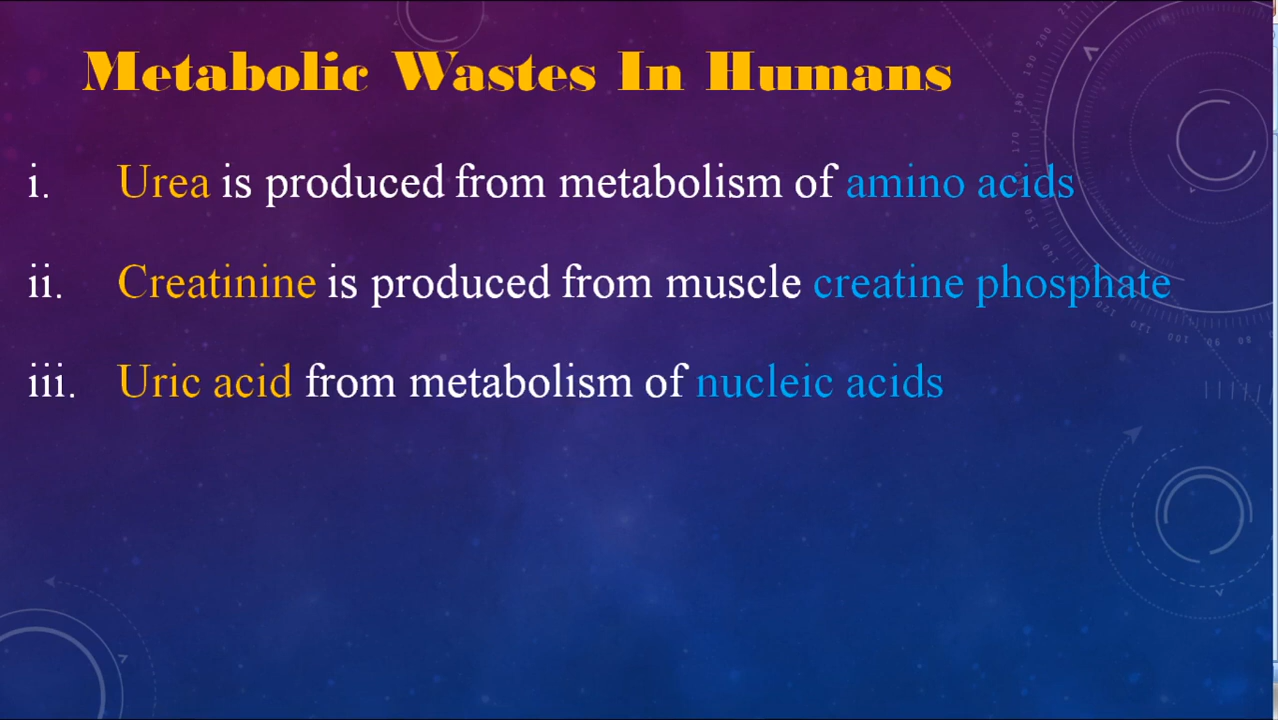 Metabolic Wastes In Humans
i. Urea is produced from metabolism of amino acids
ii. Creatinine is produced from muscle creatine phosphate
iii. Uric acid from metabolism of nucleic acids